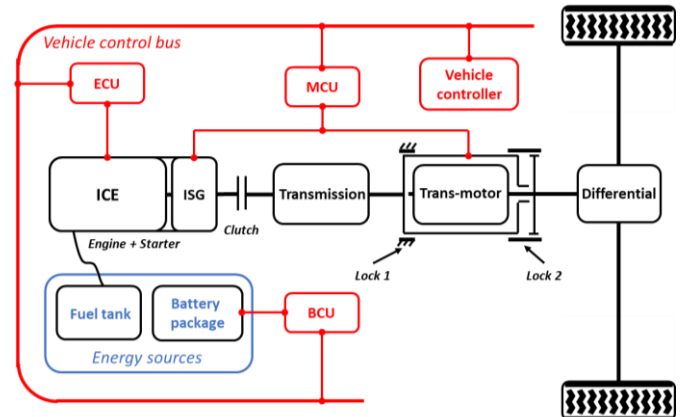 Vehicle control bus
ECU
MCU
Vehicle
controller
ICE
ISG
Transmission
Trans-motor
Differential
Clutch
Engine + Starter
Lock 1
Lock 2
Fuel tank
Battery
package
BCU
Energy sources